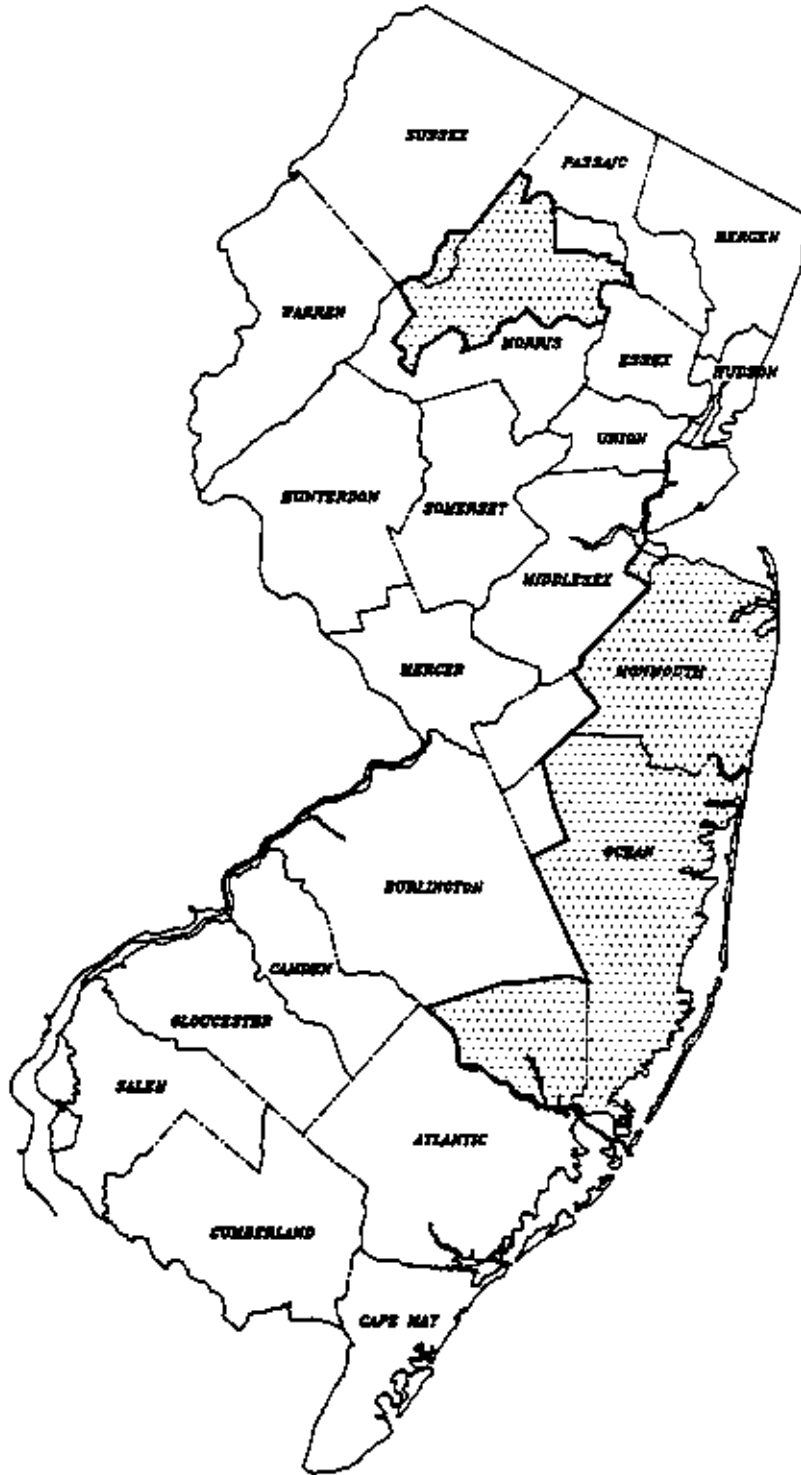 SUSSEX
PASSAIC
BERGEN
WARREN
MORRIS
ESSEX
HUDSON
UNION
HUNTERDON
SOMERSET
MIDDLESEX
MERCER
MONMOUTH
OCEAN
BURLINGTON
CAMDEN
GLOUCESTER
SALEM
ATLANTIC
CUMBERLAND
CAPE MAY